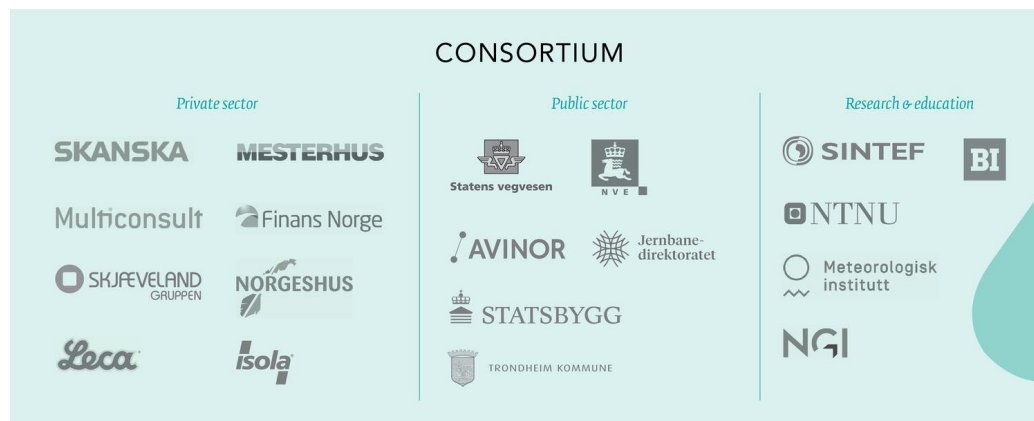 CONSORTIUM
Private sector
SKANSKA
MESTERHUS
Multiconsult
Finans Norge
SKJÆVELAND
GRUPPEN
NORGESHUS
Leca
isola
Public sector
Statens vegvesen
NVE
AVINOR
Jernbane-
direktoratet
STATSBYGG
TRONDHEIM KOMMUNE
Research & education
SINTEF
BI
NTNU
Meteorologisk
institutt
NGI